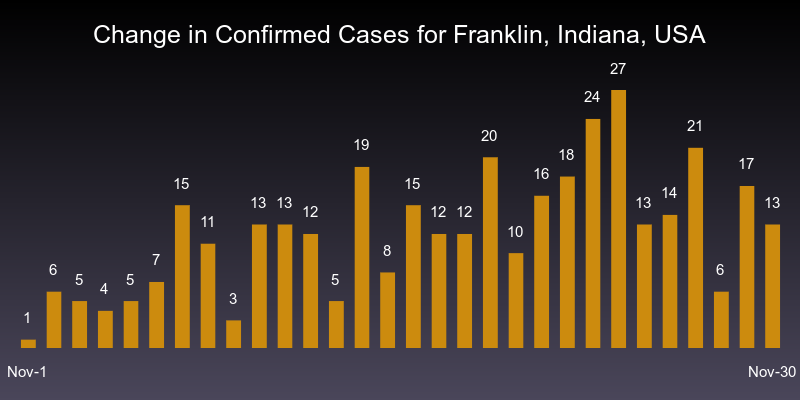 Change in Confirmed Cases for Franklin, Indiana, USA
1 6 5 4 5 7 15 11 3 13 13 12 5 19 8 15 12 12 20 10 16 18 24 27 13 14 21 6 17 13
Nov-1 Nov-30